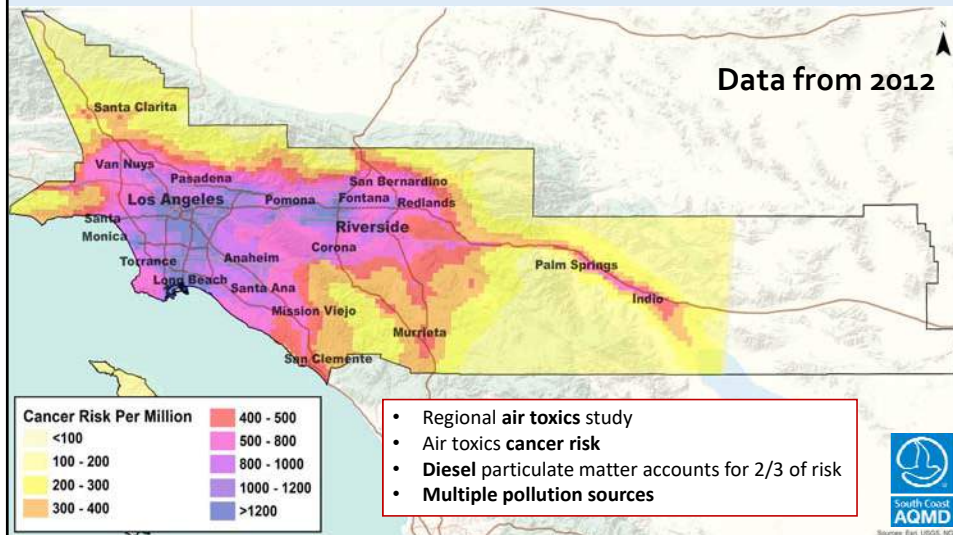 N
Data from 2012
Santa Clarita
Van Nuys
Pasadena
San Bernardino
Los Angeles
Pomona
Fontana
Redlands
Santa
Monica
Riverside
Corona
Torrance
Anaheim
Palm Springs
Long Beach
Santa Ana
Indio
Mission Viejo
Murrieta
San Clemente
Cancer Risk Per Million
<100
100 - 200
200 - 300
300 - 400
400 - 500
500 - 800
800 - 1000
1000 - 1200
>1200
• Regional air toxics study
• Air toxics cancer risk
• Diesel particulate matter accounts for 2/3 of risk
• Multiple pollution sources
South Coast
AQMD
Sources: Esri, USGS,